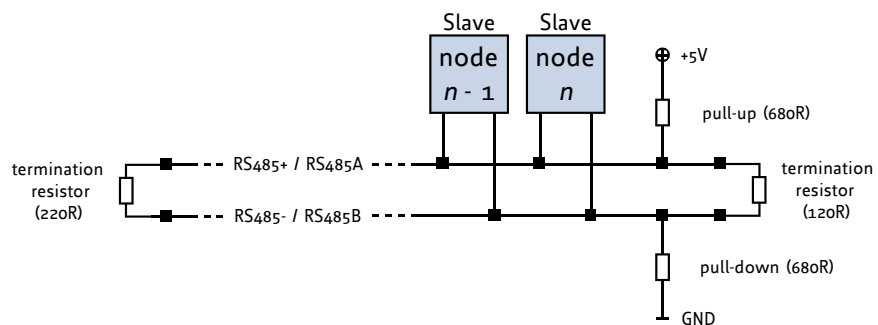 Slave
Slave
node
n - 1
node
n
+5V
pull-up (680R)
termination
resistor
(220R)
RS485+ / RS485A
RS485- / RS485B
termination
resistor
(120R)
pull-down (680R)
GND